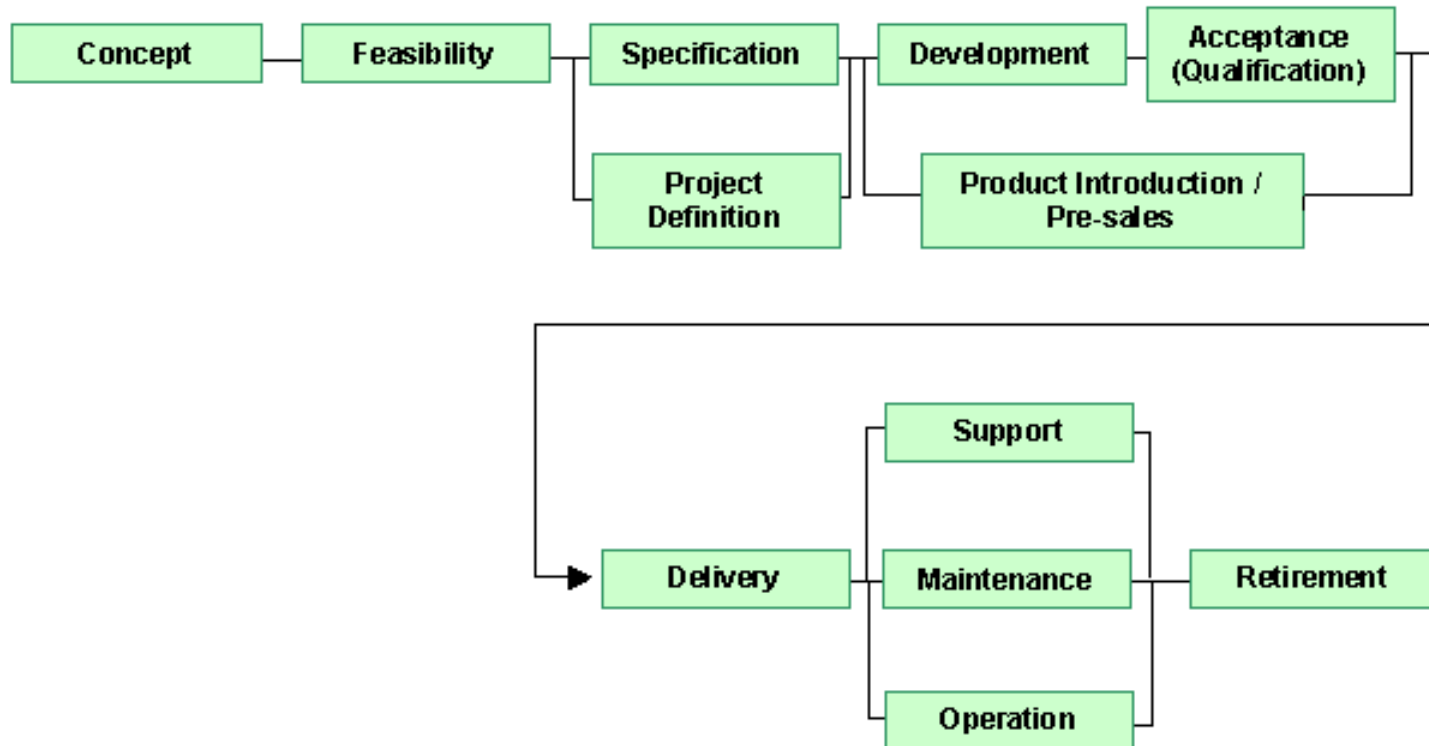 Concept
Feasibility
Specification
Development
Acceptance
(Qualification)
Project
Definition
Product Introduction /
Pre-sales
Support
Delivery
Maintenance
Retirement
Operation